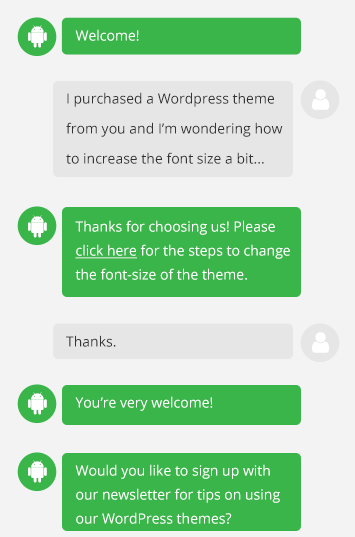 Welcome!
I purchased a Wordpress theme
from you and I'm wondering how
to increase the font size a bit...
Thanks for choosing us! Please
click here for the steps to change
the font-size of the theme.
Thanks.
You're very welcome!
Would you like to sign up with
our newsletter for tips on using
our WordPress themes?